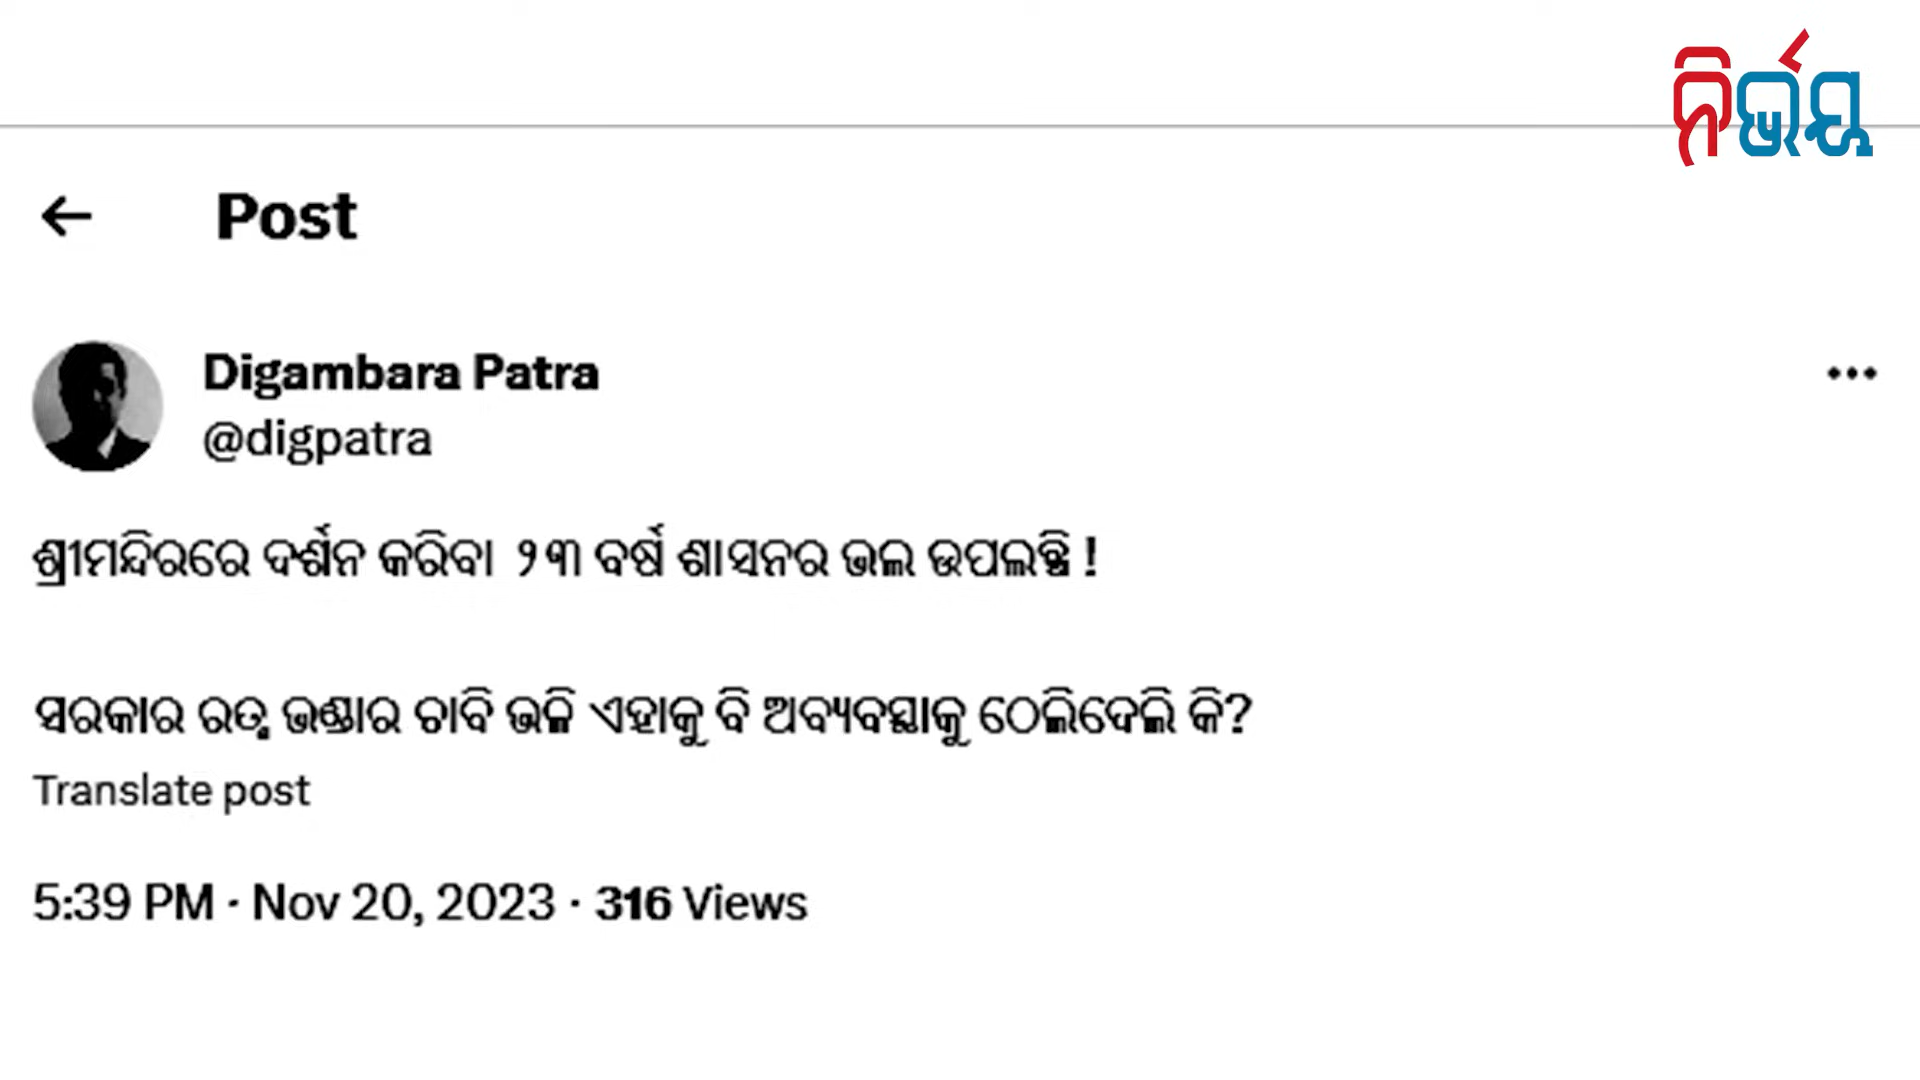 ନିର୍ଭୟ
Post
Digambara Patra
@digpatra
ଶ୍ରୀମନ୍ଦିରରେ ଦର୍ଶନ କରିବା ୨୩ ବର୍ଷ ଶାସନର ଭଲ ଉପଲବ୍ଧି !
ସରକାର ରତ୍ନ ଭଣ୍ଡାର ଚାବି ଭଳି ଏହାକୁ ବି ଅବ୍ୟବସ୍ଥାକୁ ଠେଲିଦେଲି କି?
Translate post
5:39 PM · Nov 20, 2023 · 316 Views